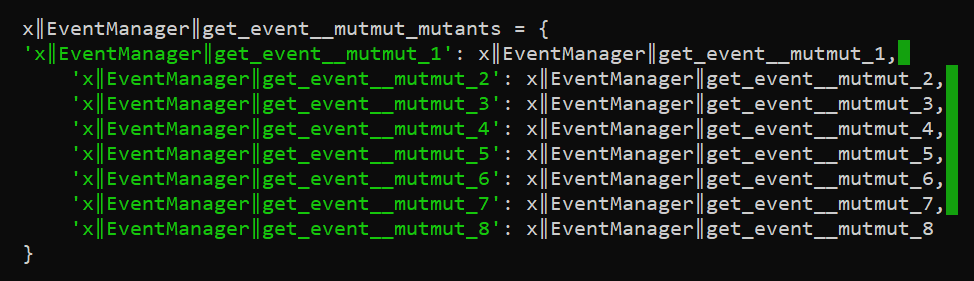 x║EventManager║get_event__mutmut_mutants = {
'x║EventManager║get_event__mutmut_1': x║EventManager║get_event__mutmut_1,
    'x║EventManager║get_event__mutmut_2': x║EventManager║get_event__mutmut_2,
    'x║EventManager║get_event__mutmut_3': x║EventManager║get_event__mutmut_3,
    'x║EventManager║get_event__mutmut_4': x║EventManager║get_event__mutmut_4,
    'x║EventManager║get_event__mutmut_5': x║EventManager║get_event__mutmut_5,
    'x║EventManager║get_event__mutmut_6': x║EventManager║get_event__mutmut_6,
    'x║EventManager║get_event__mutmut_7': x║EventManager║get_event__mutmut_7,
    'x║EventManager║get_event__mutmut_8': x║EventManager║get_event__mutmut_8
}